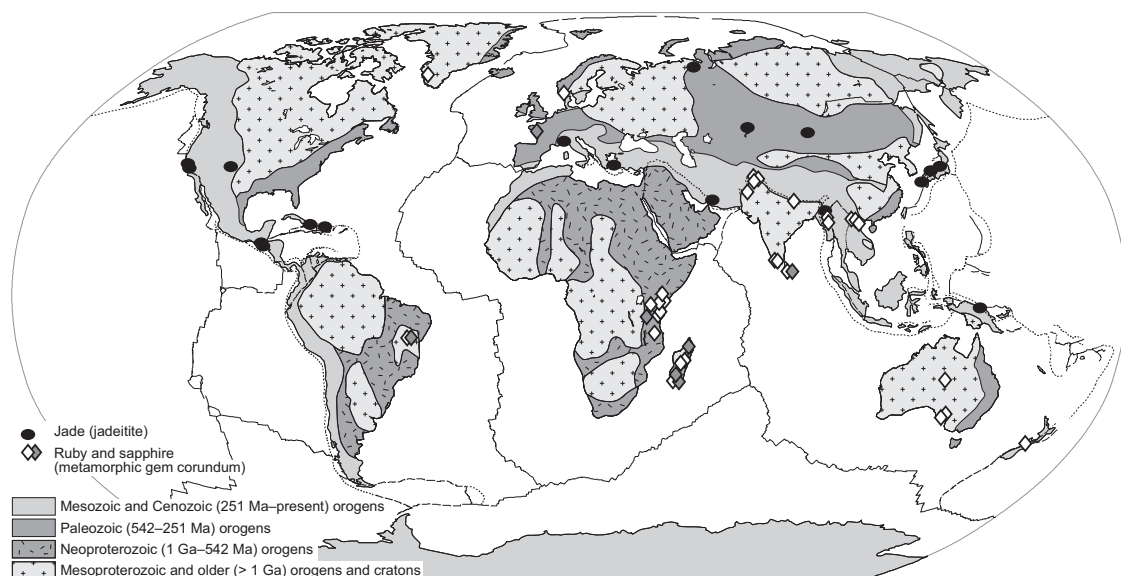 Jade (jadeitite)
Ruby and sapphire
(metamorphic gem corundum)
Mesozoic and Cenozoic (251 Ma–present) orogens
Paleozoic (542–251 Ma) orogens
Neoproterozoic (1 Ga–542 Ma) orogens
Mesoproterozoic and older (> 1 Ga) orogens and cratons